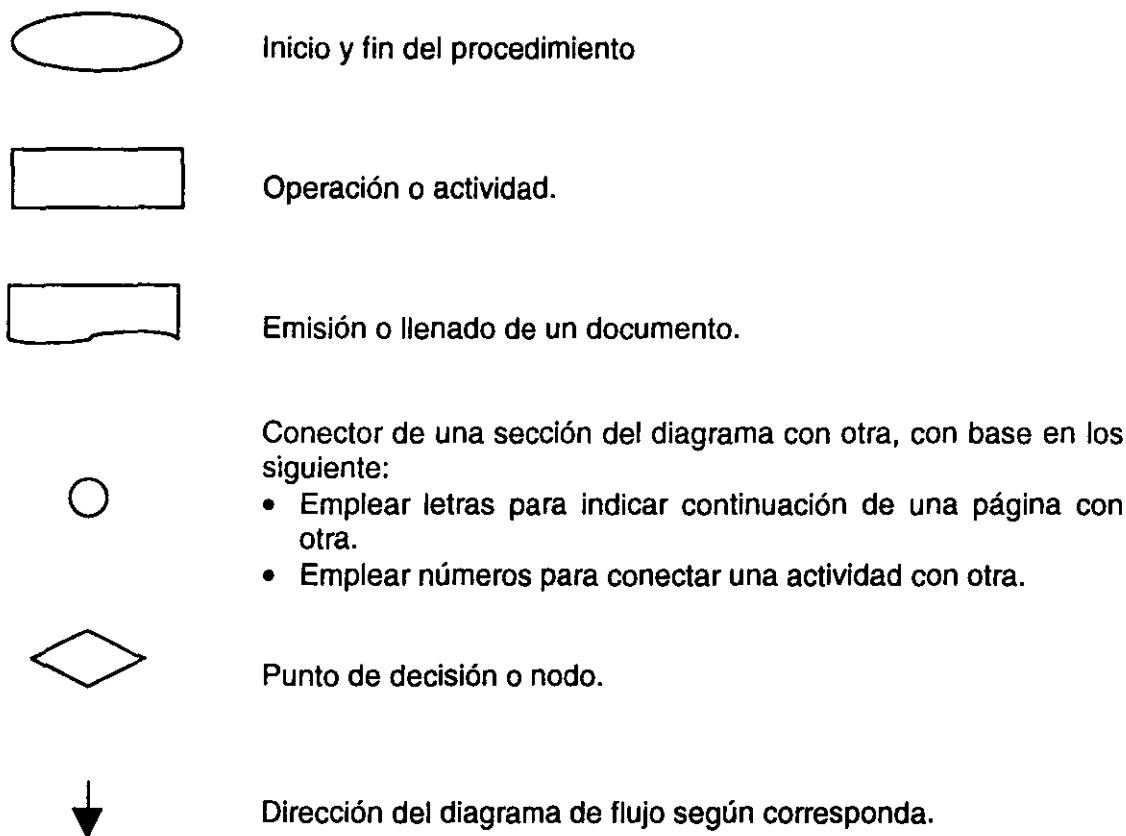 Inicio y fin del procedimiento
Operación o actividad.
Emisión o llenado de un documento.
Conector de una sección del diagrama con otra, con base en los
siguiente:
• Emplear letras para indicar continuación de una página con
otra.
• Emplear números para conectar una actividad con otra.
Punto de decisión o nodo.
Dirección del diagrama de flujo según corresponda.